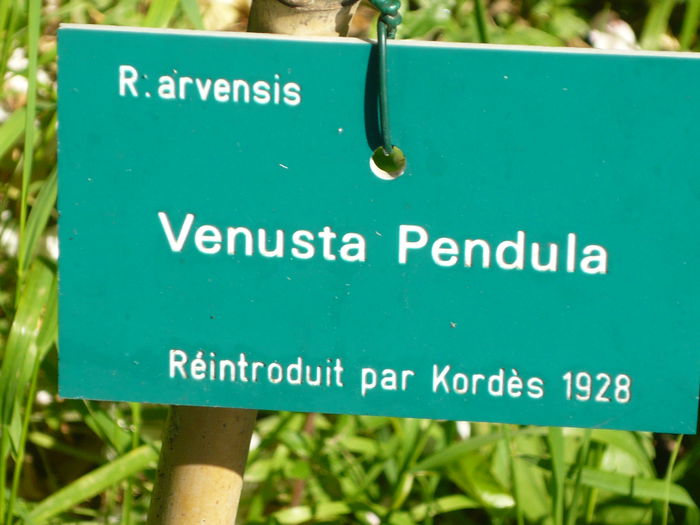 R. arvensis
Venusta Pendula
Réintroduit par Kordès 1928